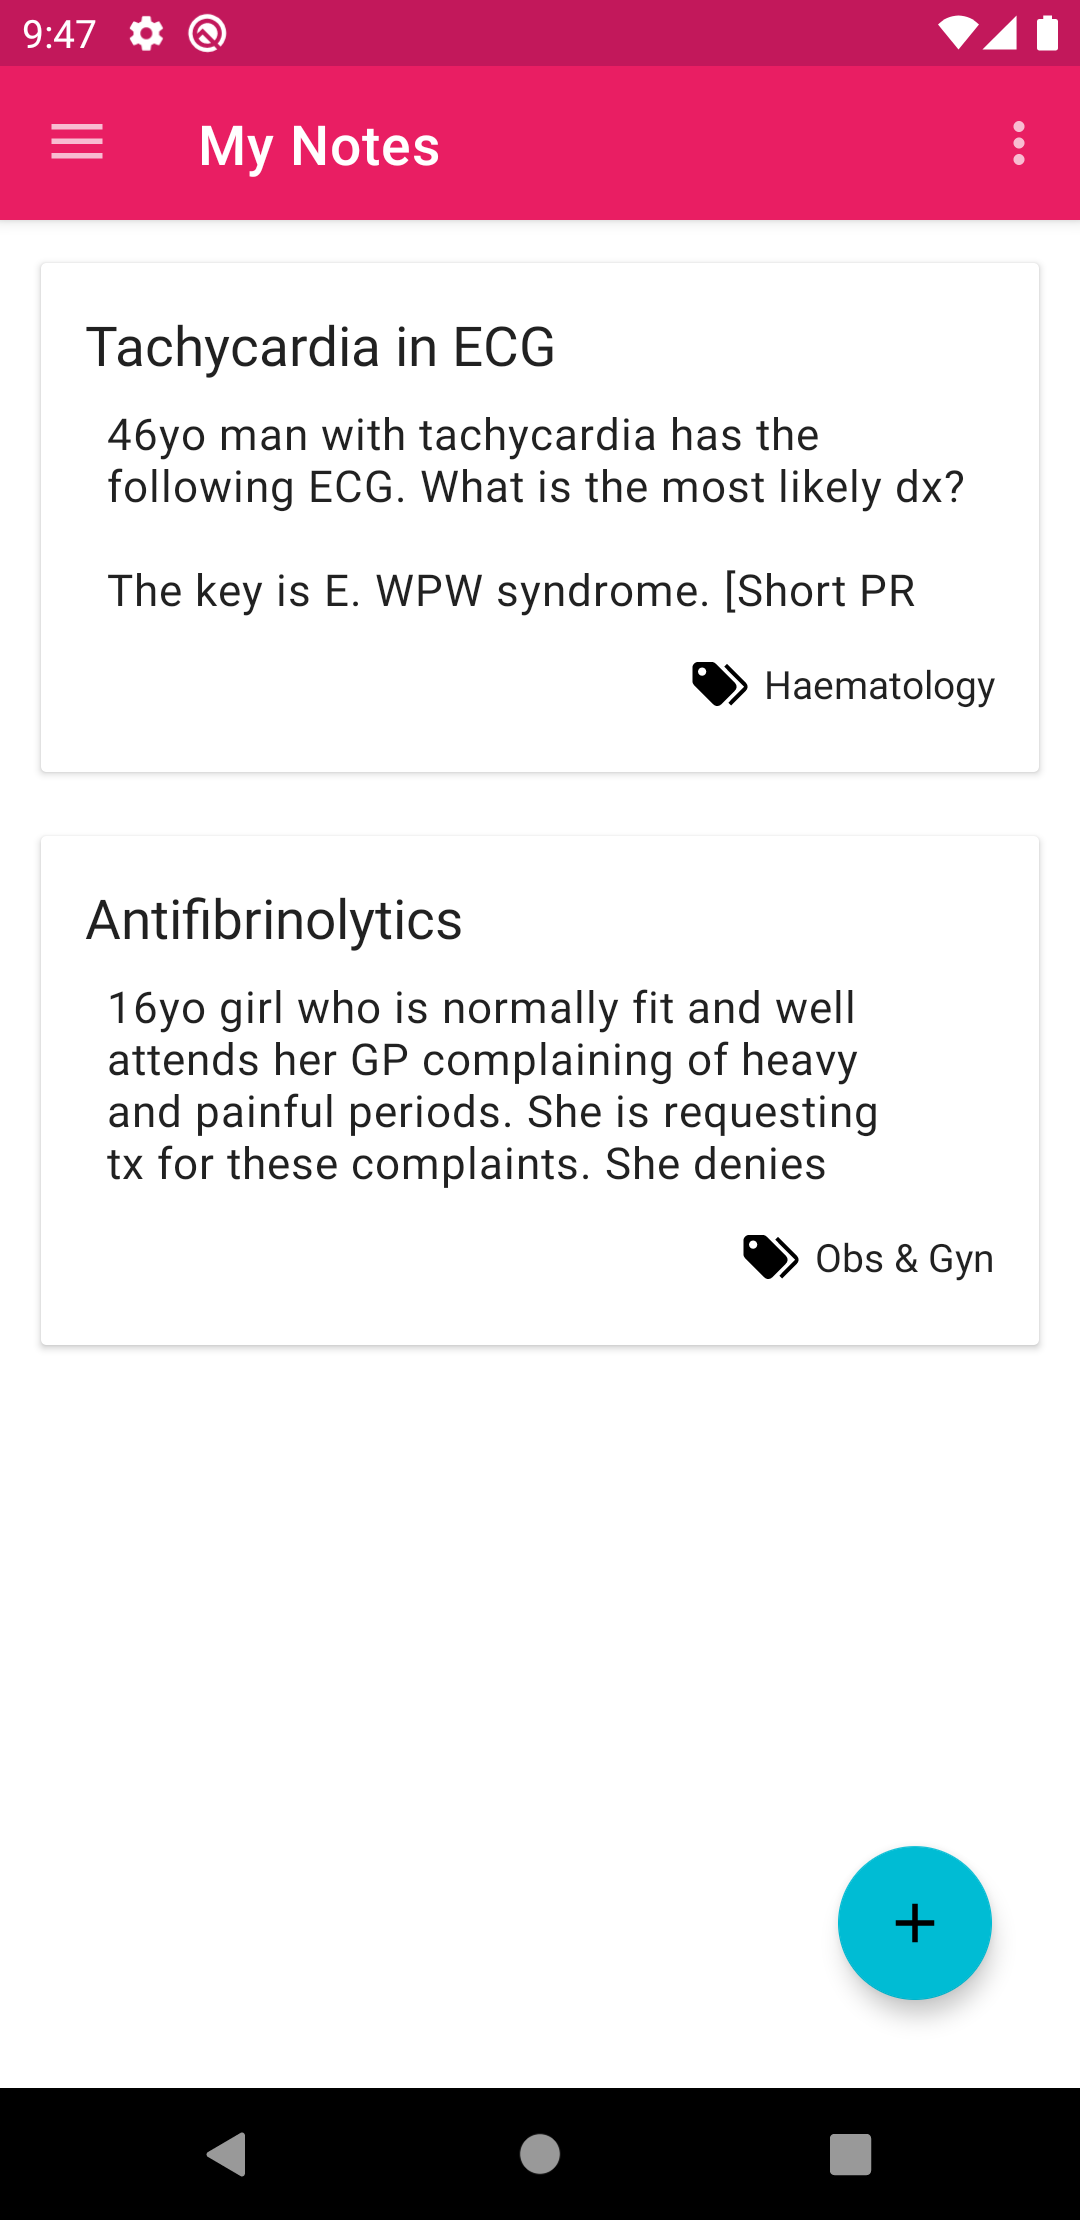 9:47
My Notes
Tachycardia in ECG
46yo man with tachycardia has the
following ECG. What is the most likely dx?
The key is E. WPW syndrome. [Short PR
Haematology
Antifibrinolytics
16yo girl who is normally fit and well
attends her GP complaining of heavy
and painful periods. She is requesting
tx for these complaints. She denies
Obs & Gyn